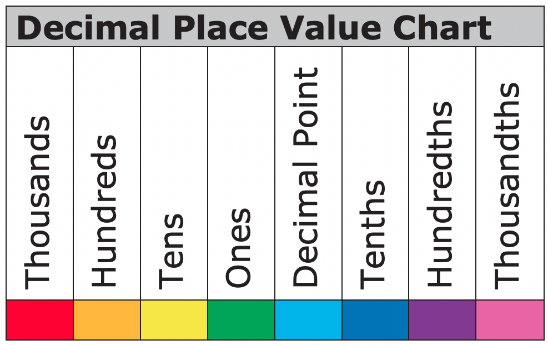 Decimal Place Value Chart
Thousands
Hundreds
Tens
Ones
Decimal Point
Tenths
Hundredths
Thousandths